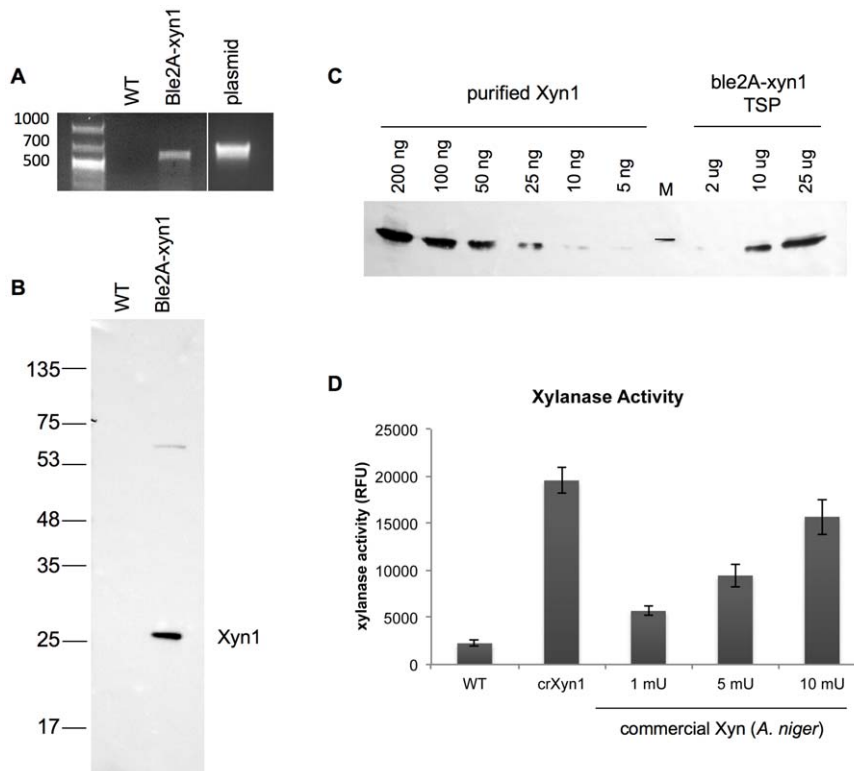 A
WT
Ble2A-xyn1
plasmid
1000
700
500
B
WT
Ble2A-xyn1
135
75
53
48
35
25
17
Xyn1
C
purified Xyn1
ble2A-xyn1
TSP
200 ng
100 ng
50 ng
25 ng
10 ng
5 ng
M
2 ug
10 ug
25 ug
D
Xylanase Activity
xylanase activity (RFU)
25000
20000
15000
10000
5000
0
WT
crXyn1
1 mU
5 mU
10 mU
commercial Xyn (A. niger)